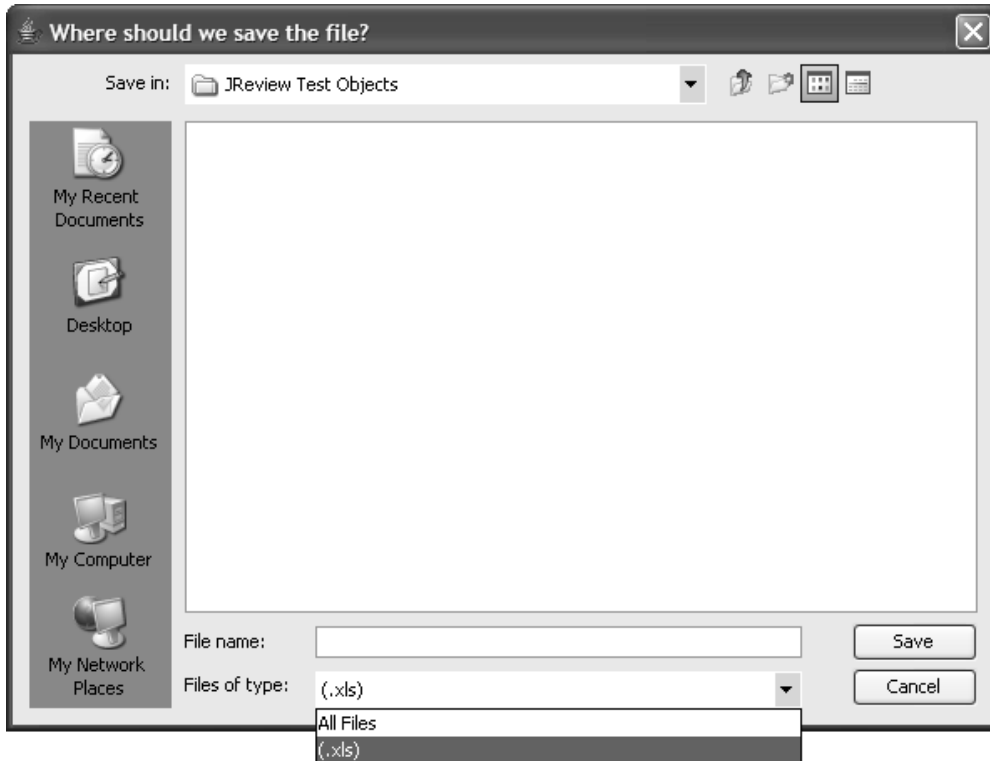 Where should we save the file?
Save in:
JReview Test Objects
My Recent
Documents
Desktop
My Documents
My Computer
My Network
Places
File name:
Save
Files of type:
(.xls)
Cancel
All Files
(.xls)